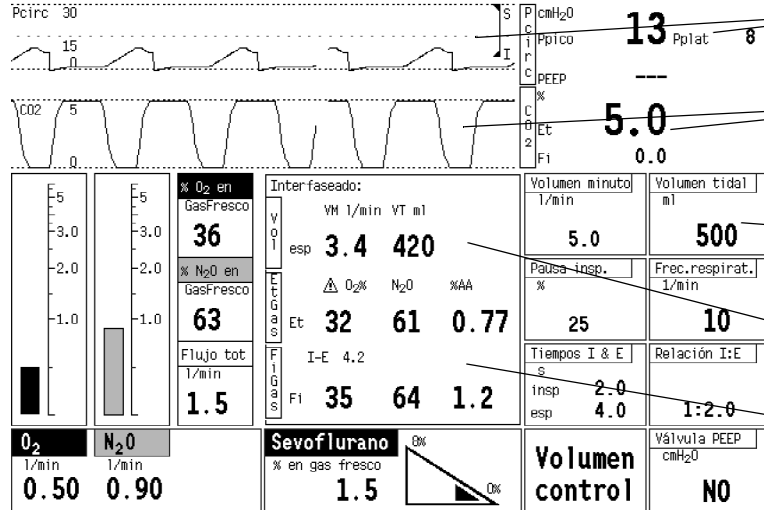 Pcirc 30
15
0
S
I
Pcirc
cmH2O
Ppico 13 Pplat 8
PEEP ---
CO2 5
0
CO2
%
Et 5.0
Fi 0.0
5
3.0
2.0
1.0
5
3.0
2.0
1.0
% O2 en
GasFresco
36
% N2O en
GasFresco
63
Flujo tot
l/min
1.5
Interfaseado:
Vol
VM l/min VT ml
esp 3.4 420
EtGas
⚠ O2% N2O %AA
Et 32 61 0.77
FiGas
I-E 4.2
Fi 35 64 1.2
Volumen minuto
l/min
5.0
Volumen tidal
ml
500
Pausa insp.
%
25
Frec.respirat.
1/min
10
Tiempos I & E
s
insp 2.0
esp 4.0
Relación I:E
1:2.0
O2
l/min
0.50
N2O
l/min
0.90
Sevoflurano
% en gas fresco
1.5
8%
0%
Volumen
control
Válvula PEEP
cmH2O
NO